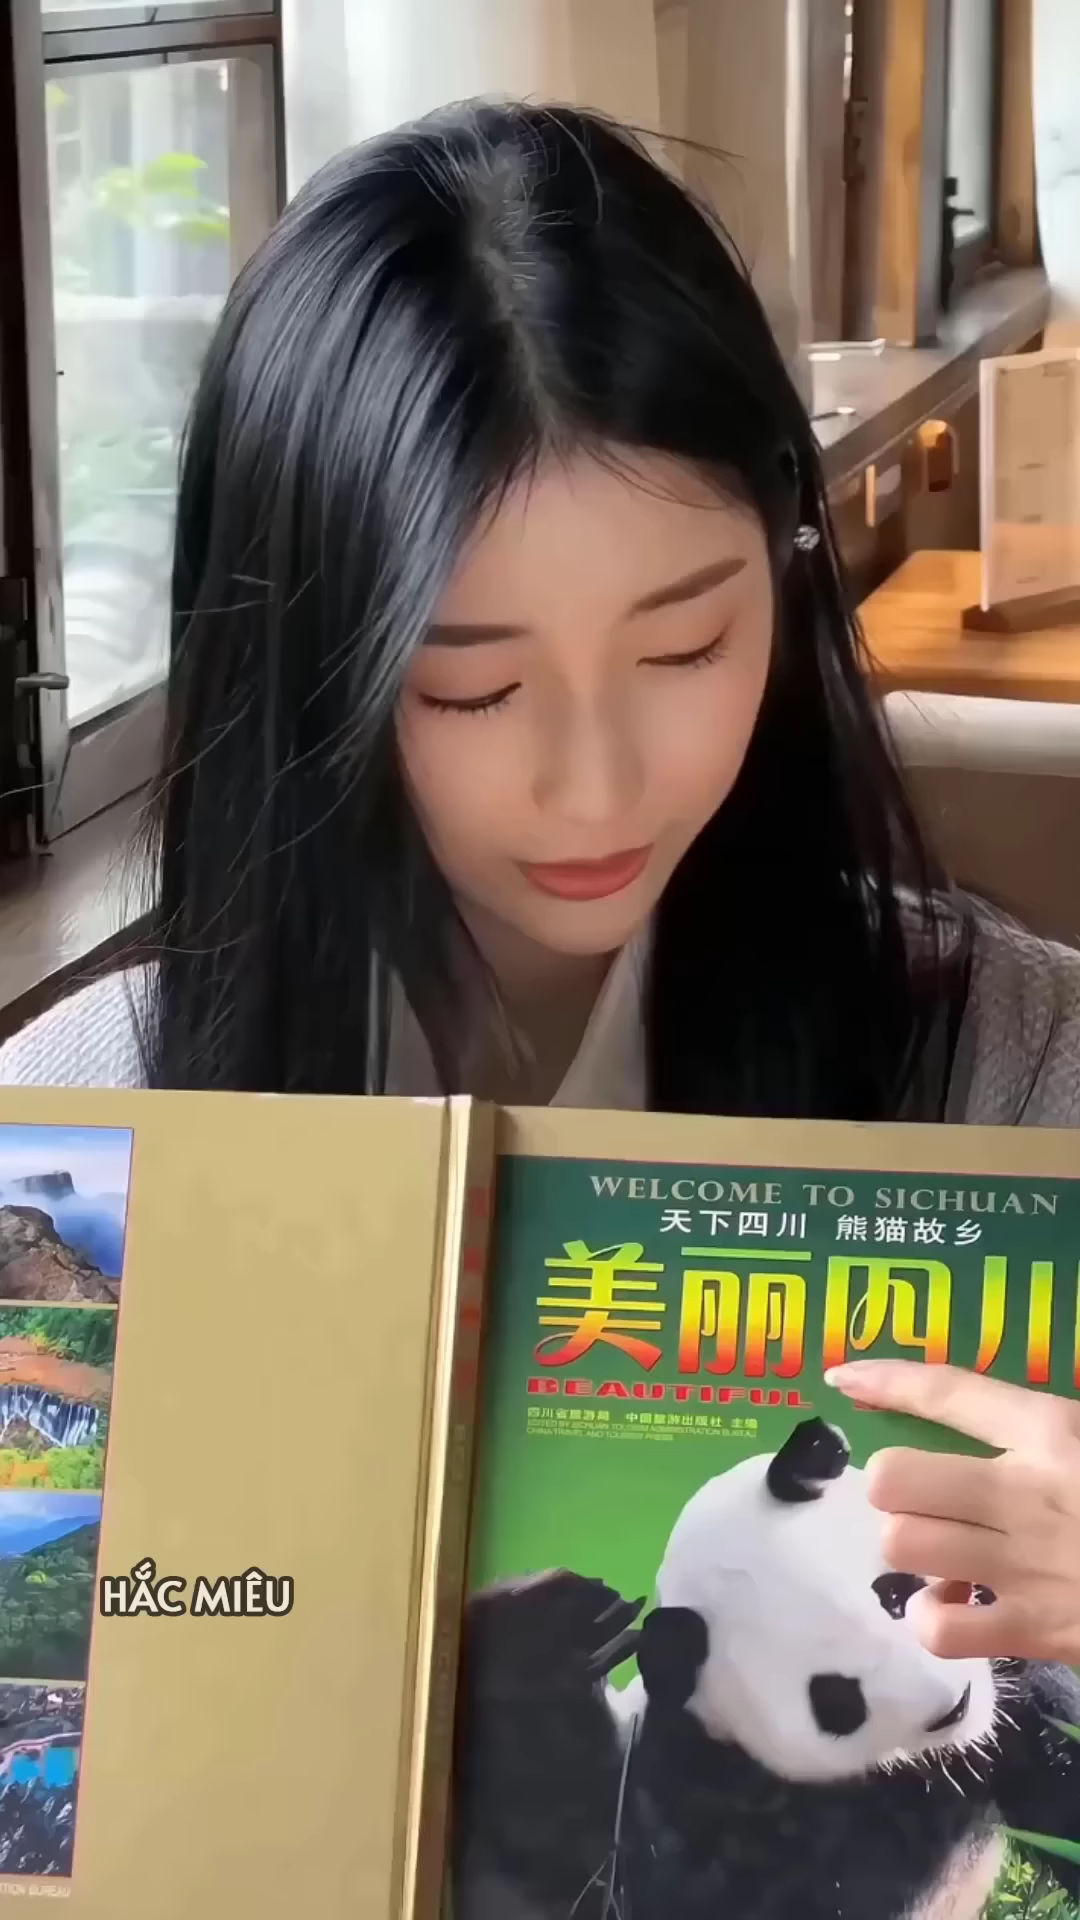 WELCOME TO SICHUAN
天下四川 熊猫故乡
美丽四川
BEAUTIFUL
四川省旅游局 中国旅游出版社 主编
EDITED BY SICHUAN TOURISM ADMINISTRATION BUREAU
CHINA TRAVEL AND TOURISM PRESS
HẮC MIÊU
BUREAU